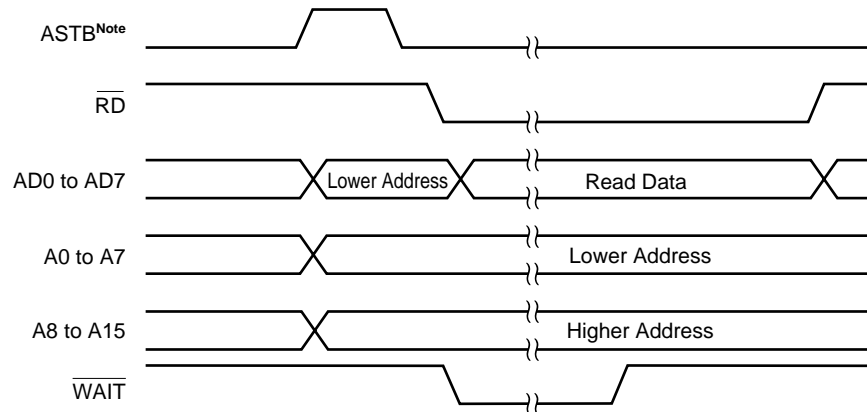 ASTBNote
RD
AD0 to AD7
Lower Address
Read Data
A0 to A7
Lower Address
A8 to A15
Higher Address
WAIT